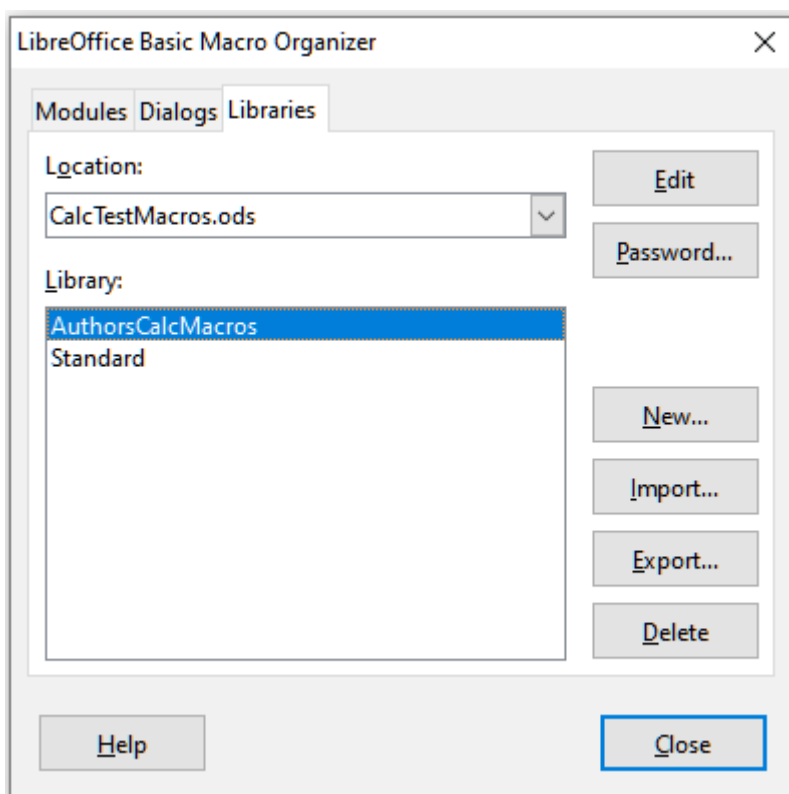 LibreOffice Basic Macro Organizer
Modules Dialogs Libraries
Location:
CalcTestMacros.ods
Edit
Password...
Library:
AuthorsCalcMacros
Standard
New...
Import...
Export...
Delete
Help
Close